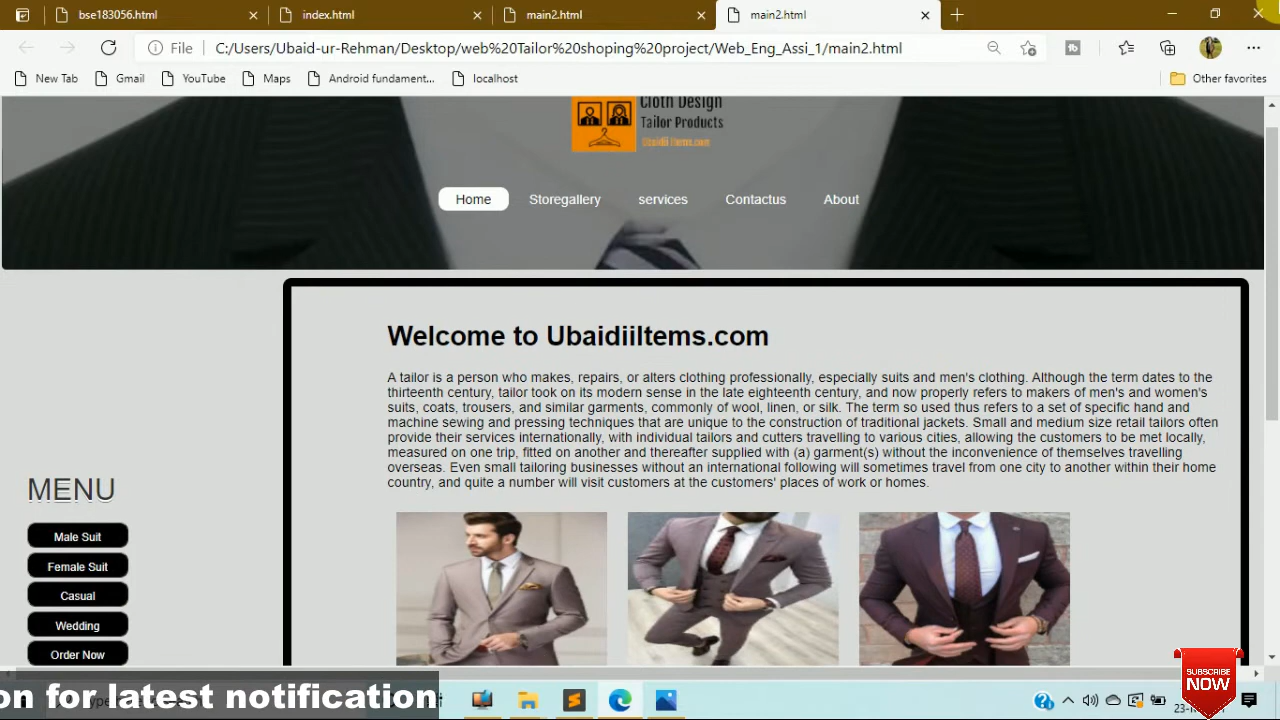 bse183056.html
index.html
main2.html
main2.html
File
C:/Users/Ubaid-ur-Rehman/Desktop/web%20Tailor%20shoping%20project/Web_Eng_Assi_1/main2.html
New Tab
Gmail
YouTube
Maps
Android fundament...
localhost
Other favorites
Cloth Design
Tailor Products
Home
Storegallery
services
Contactus
About
Welcome to UbaidiiItems.com
A tailor is a person who makes, repairs, or alters clothing professionally, especially suits and men's clothing. Although the term dates to the
thirteenth century, tailor took on its modern sense in the late eighteenth century, and now properly refers to makers of men's and women's
suits, coats, trousers, and similar garments, commonly of wool, linen, or silk. The term so used thus refers to a set of specific hand and
machine sewing and pressing techniques that are unique to the construction of traditional jackets. Small and medium size retail tailors often
provide their services internationally, with individual tailors and cutters travelling to various cities, allowing the customers to be met locally,
measured on one trip, fitted on another and thereafter supplied with (a) garment(s) without the inconvenience of themselves travelling
overseas. Even small tailoring businesses without an international following will sometimes travel from one city to another within their home
country, and quite a number will visit customers at the customers' places of work or homes.
MENU
Male Suit
Female Suit
Casual
Wedding
Order Now
on for latest notification
SUBSCRIBE
NOW